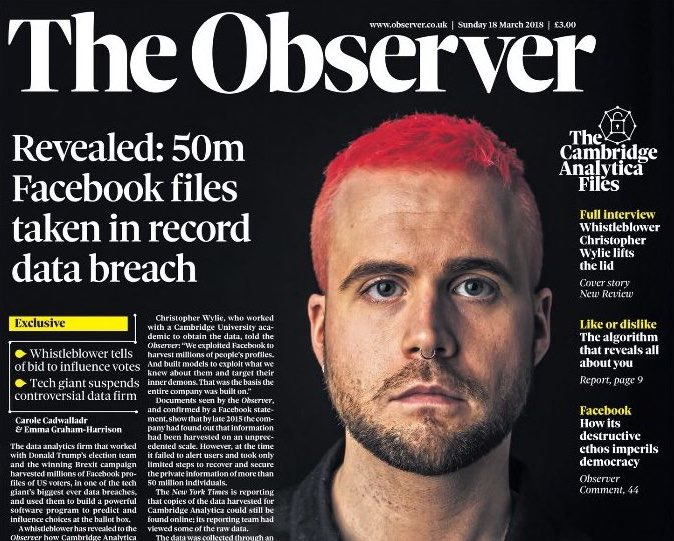 The Observer
www.observer.co.uk | Sunday 18 March 2018 | £3.00
Revealed: 50m
Facebook files
taken in record
data breach
Exclusive
Whistleblower tells
of bid to influence votes
Tech giant suspends
controversial data firm
Carole Cadwalladr
& Emma Graham-Harrison
The data analytics firm that worked
with Donald Trump's election team
and the winning Brexit campaign
harvested millions of Facebook pro-
files of US voters, in one of the tech
giant's biggest ever data breaches,
and used them to build a powerful
software program to predict and
influence choices at the ballot box.
A whistleblower has revealed to the
Observer how Cambridge Analytica
Christopher Wylie, who worked
with a Cambridge University aca-
demic to obtain the data, told the
Observer: "We exploited Facebook to
harvest millions of people's profiles.
And built models to exploit what we
knew about them and target their
inner demons. That was the basis the
entire company was built on."
Documents seen by the Observer,
and confirmed by a Facebook state-
ment, show that by late 2015 the com-
pany had found out that information
had been harvested on an unprec-
edented scale. However, at the time
it failed to alert users and took only
limited steps to recover and secure
the private information of more than
50 million individuals.
The New York Times is reporting
that copies of the data harvested for
Cambridge Analytica could still be
found online; its reporting team had
viewed some of the raw data.
The data was collected through an
The
Cambridge
Analytica
Files
Full interview
Whistleblower
Christopher
Wylie lifts
the lid
Cover story
New Review
Like or dislike
The algorithm
that reveals all
about you
Report, page 9
Facebook
How its
destructive
ethos imperils
democracy
Observer
Comment, 44